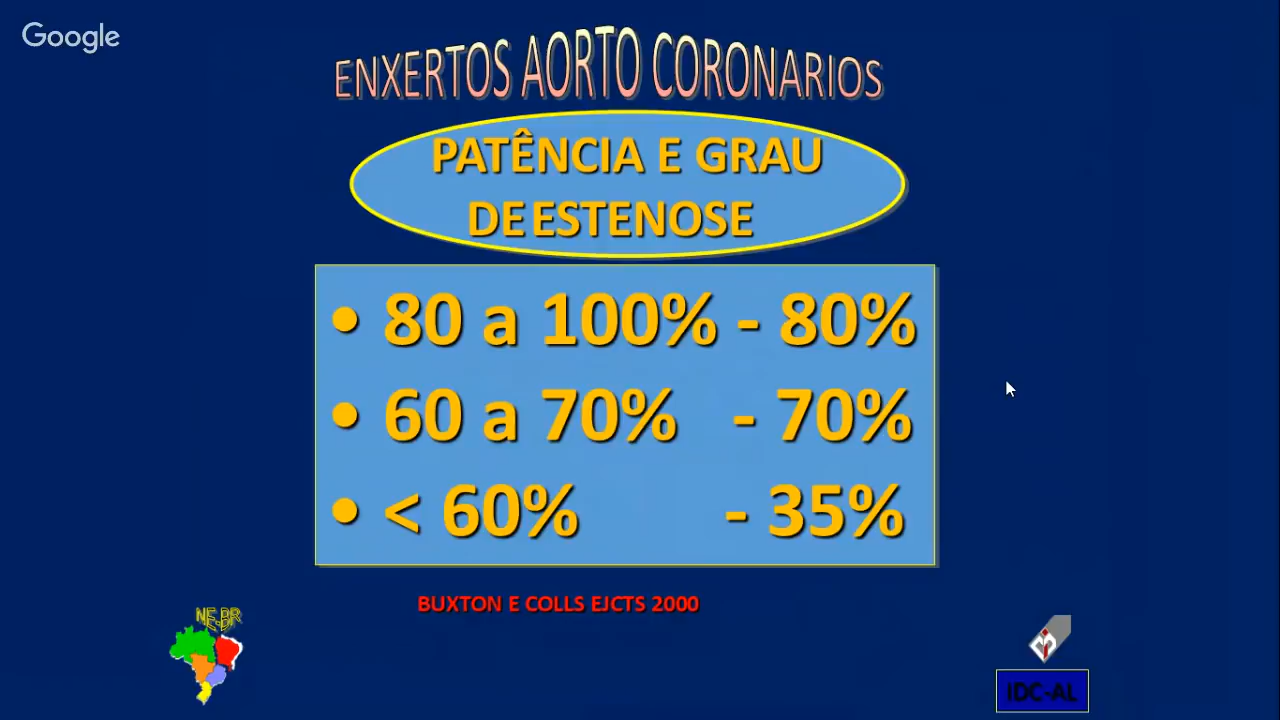 Google
ENXERTOS AORTO CORONARIOS
PATÊNCIA E GRAU
DE ESTENOSE
• 80 a 100% - 80%
• 60 a 70% - 70%
• < 60% - 35%
BUXTON E COLLS EJCTS 2000
NE-BR
IDC-AL